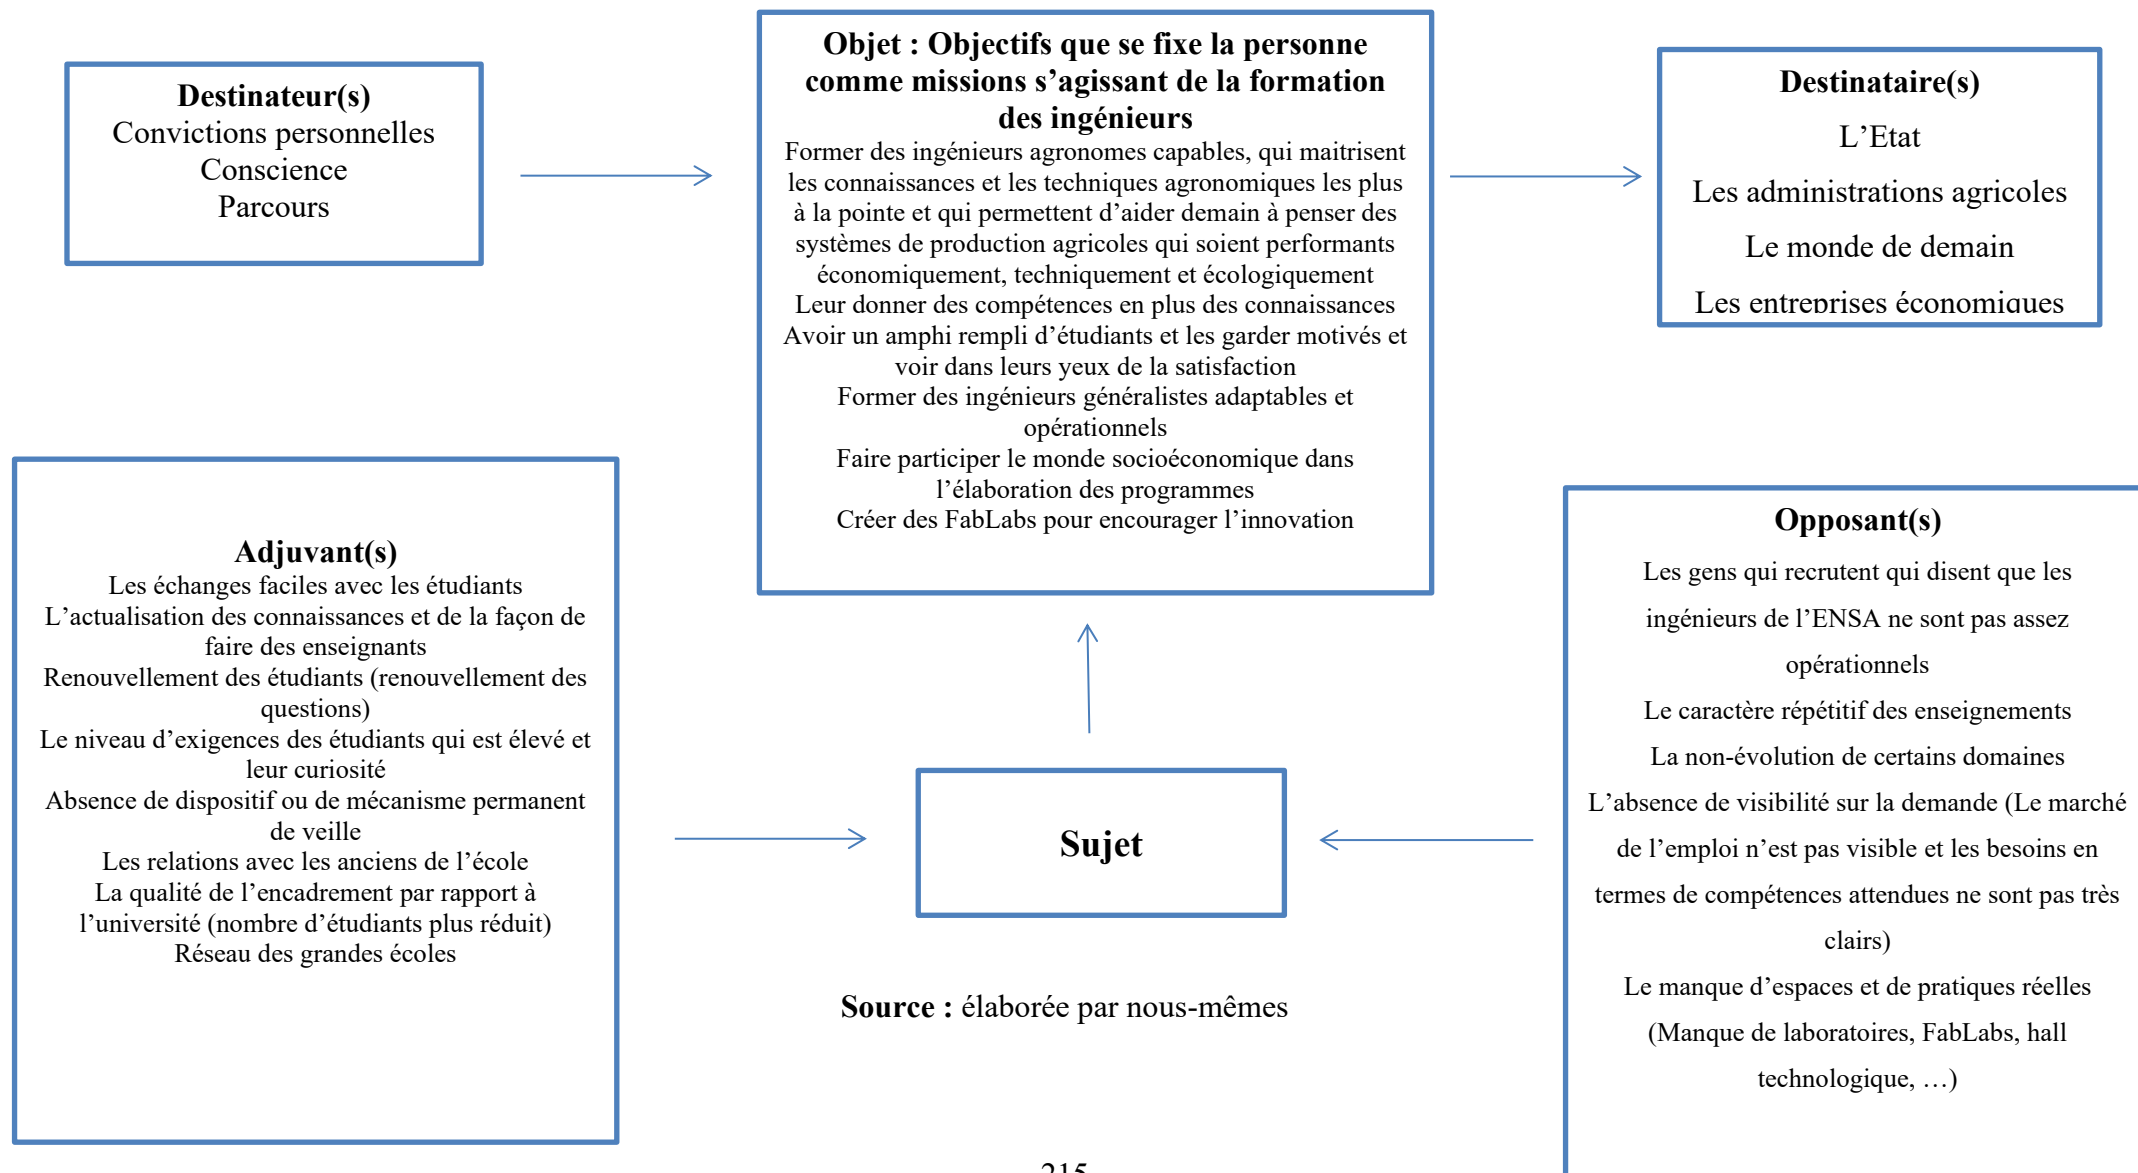 Destinateur(s)
Convictions personnelles
Conscience
Parcours
Objet : Objectifs que se fixe la personne
comme missions s’agissant de la formation
des ingénieurs
Former des ingénieurs agronomes capables, qui maitrisent
les connaissances et les techniques agronomiques les plus
à la pointe et qui permettent d’aider demain à penser des
systèmes de production agricoles qui soient performants
économiquement, techniquement et écologiquement
Leur donner des compétences en plus des connaissances
Avoir un amphi rempli d’étudiants et les garder motivés et
voir dans leurs yeux de la satisfaction
Former des ingénieurs généralistes adaptables et
opérationnels
Faire participer le monde socioéconomique dans
l’élaboration des programmes
Créer des FabLabs pour encourager l’innovation
Destinataire(s)
L’Etat
Les administrations agricoles
Le monde de demain
Les entreprises économiques
Adjuvant(s)
Les échanges faciles avec les étudiants
L’actualisation des connaissances et de la façon de
faire des enseignants
Renouvellement des étudiants (renouvellement des
questions)
Le niveau d’exigences des étudiants qui est élevé et
leur curiosité
Absence de dispositif ou de mécanisme permanent
de veille
Les relations avec les anciens de l’école
La qualité de l’encadrement par rapport à
l’université (nombre d’étudiants plus réduit)
Réseau des grandes écoles
Sujet
Opposant(s)
Les gens qui recrutent qui disent que les
ingénieurs de l’ENSA ne sont pas assez
opérationnels
Le caractère répétitif des enseignements
La non-évolution de certains domaines
L’absence de visibilité sur la demande (Le marché
de l’emploi n’est pas visible et les besoins en
termes de compétences attendues ne sont pas très
clairs)
Le manque d’espaces et de pratiques réelles
(Manque de laboratoires, FabLabs, hall
technologique, …)
Source : élaborée par nous-mêmes
215